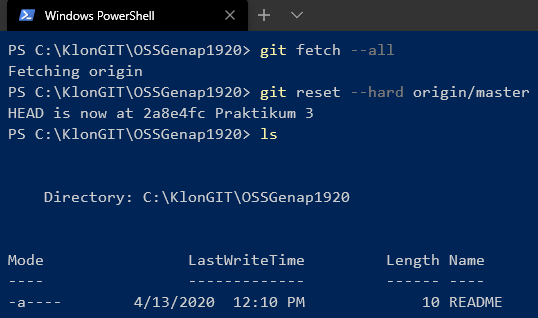 Windows PowerShell
PS C:\KlonGIT\OSSGenap1920> git fetch --all
Fetching origin
PS C:\KlonGIT\OSSGenap1920> git reset --hard origin/master
HEAD is now at 2a8e4fc Praktikum 3
PS C:\KlonGIT\OSSGenap1920> ls
Directory: C:\KlonGIT\OSSGenap1920
Mode LastWriteTime Length Name
---- ------------- ------ ----
-a---- 4/13/2020 12:10 PM 10 README